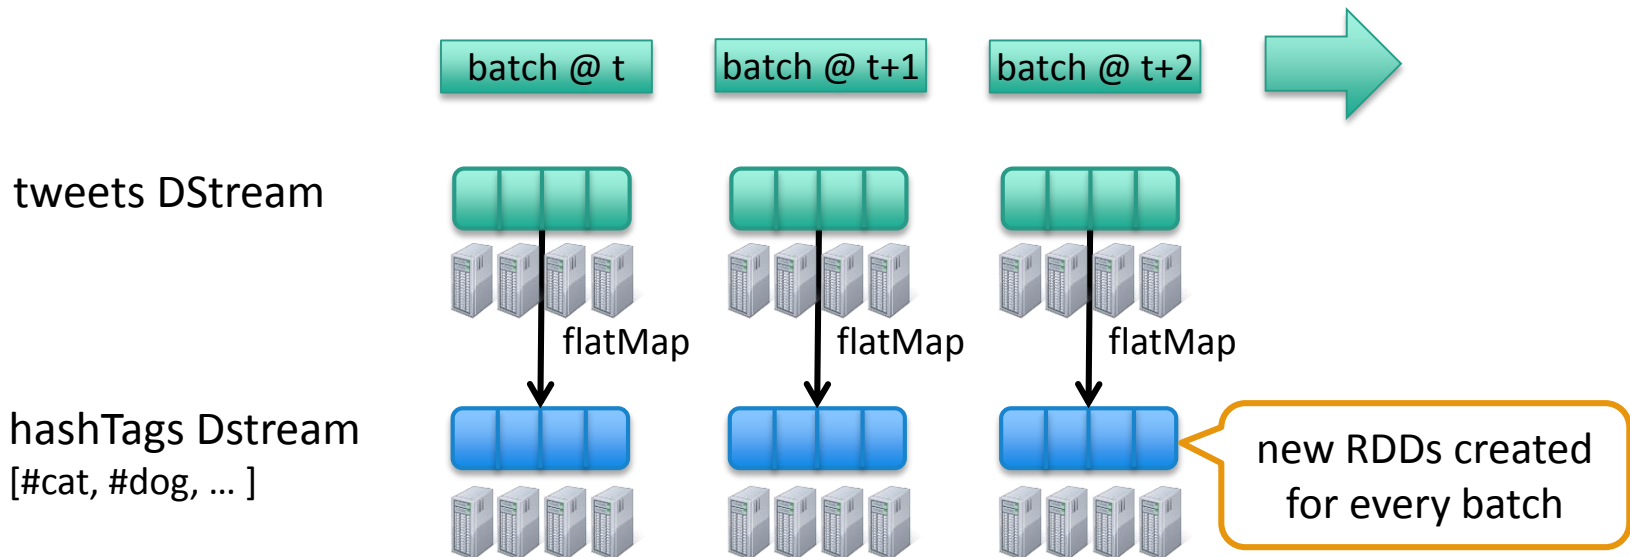 batch @ t
batch @ t+1
batch @ t+2
tweets DStream
flatMap
flatMap
flatMap
hashTags Dstream
[#cat, #dog, ... ]
new RDDs created
for every batch